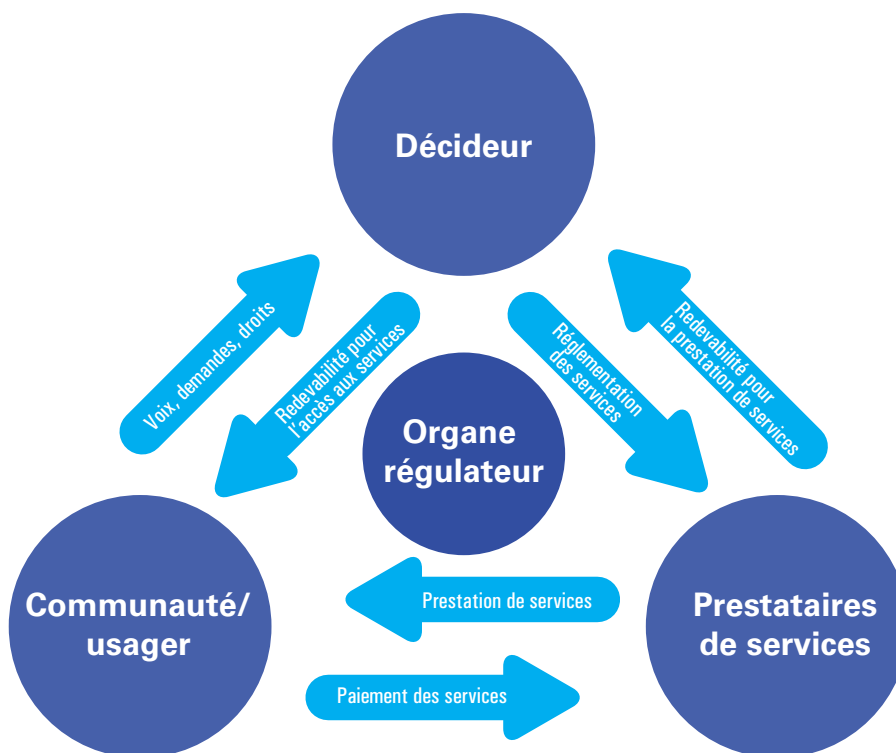 Décideur
Voix, demandes, droits
Redevabilité pour
l'accès aux services
Réglementation
des services
Redevabilité pour
la prestation de services
Organe
régulateur
Communauté/
usager
Prestation de services
Prestataires
de services
Paiement des services